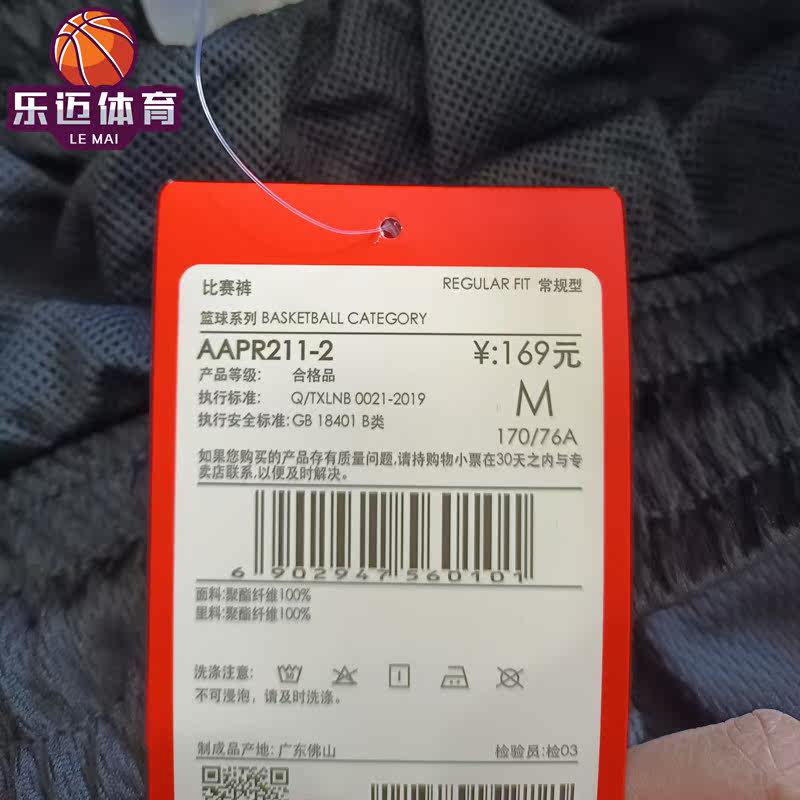 乐迈体育
LE MAI
比赛裤
REGULAR FIT 常规型
篮球系列 BASKETBALL CATEGORY
AAPR211-2
¥:169元
产品等级: 合格品
执行标准: Q/TXLNB 0021-2019
M
执行安全标准:GB 18401 B类
170/76A
如果您购买的产品存有质量问题,请持购物小票在30天之内与专
卖店联系,以便及时解决。
6 902947 560101
面料:聚酯纤维100%
里料:聚酯纤维100%
洗涤注意:
不可浸泡，请及时洗涤。
制成品产地:广东佛山
检验员:检03